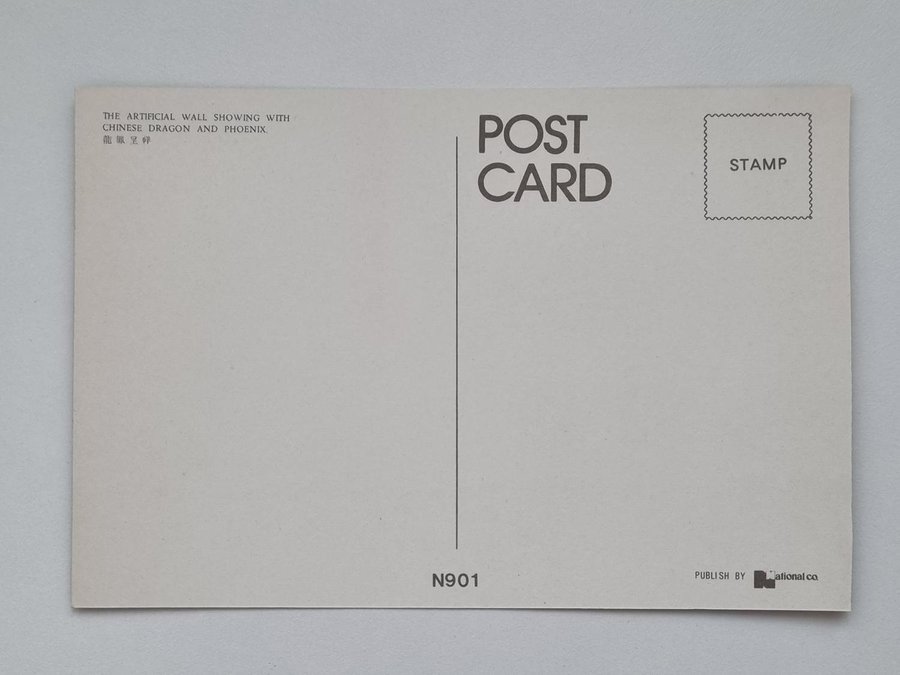 THE ARTIFICIAL WALL SHOWING WITH
CHINESE DRAGON AND PHOENIX.
龍鳳呈祥
POST
CARD
STAMP
N901
PUBLISH BY National co.